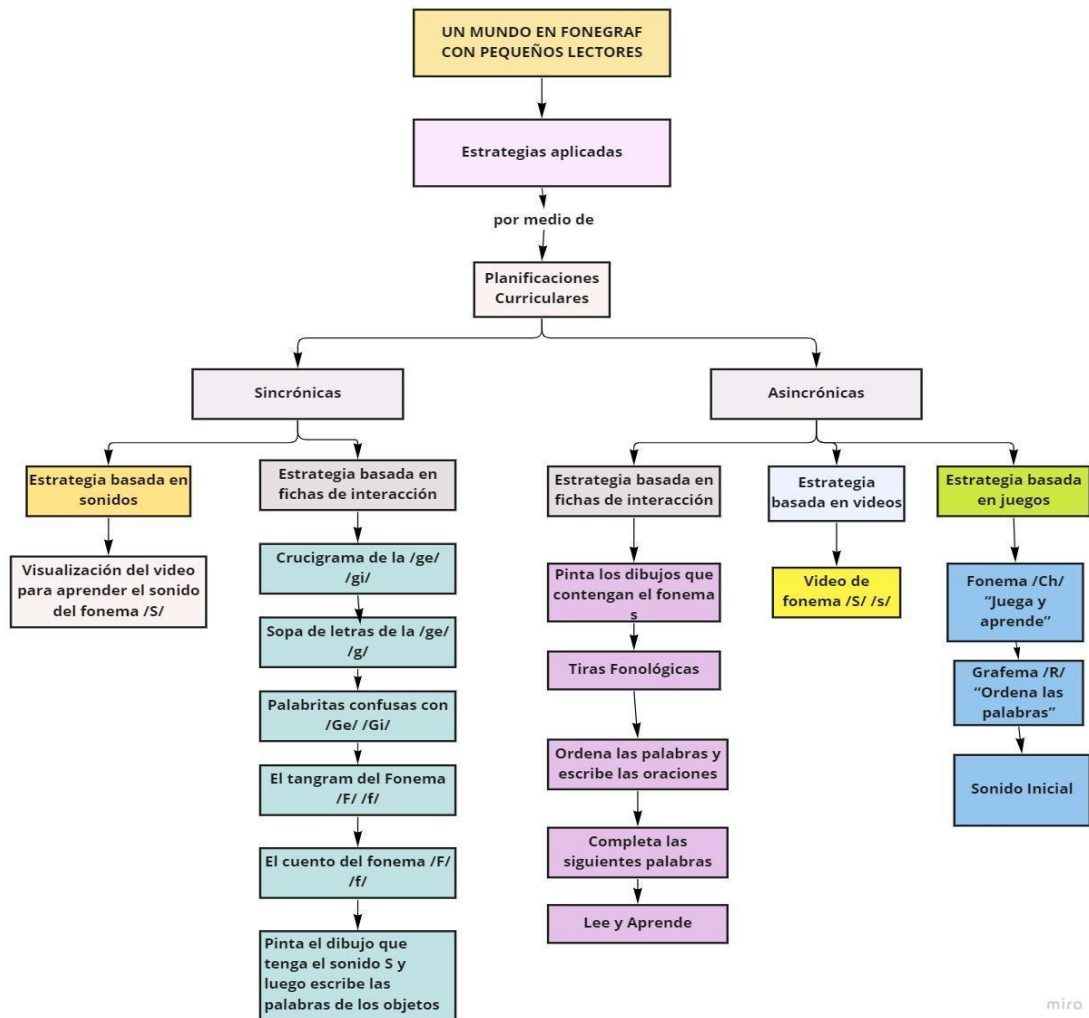 UN MUNDO EN FONEGRAF
CON PEQUEÑOS LECTORES
Estrategias aplicadas
por medio de
Planificaciones
Curriculares
Sincrónicas
Estrategia basada en
sonidos
Visualización del video
para aprender el sonido
del fonema /S/
Estrategia basada en
fichas de interacción
Crucigrama de la /ge/
/gi/
Sopa de letras de la /ge/
/g/
Palabritas confusas con
/Ge/ /Gi/
El tangram del Fonema
/F/ /f/
El cuento del fonema /F/
/f/
Pinta el dibujo que
tenga el sonido S y
luego escribe las
palabras de los objetos
Asincrónicas
Estrategia basada en
fichas de interacción
Pinta los dibujos que
contengan el fonema
s
Tiras Fonológicas
Ordena las palabras y
escribe las oraciones
Completa las
siguientes palabras
Lee y Aprende
Estrategia
basada en videos
Video de
fonema /S/ /s/
Estrategia basada
en juegos
Fonema /Ch/
“Juega y
aprende”
Grafema /R/
“Ordena las
palabras”
Sonido Inicial
miro